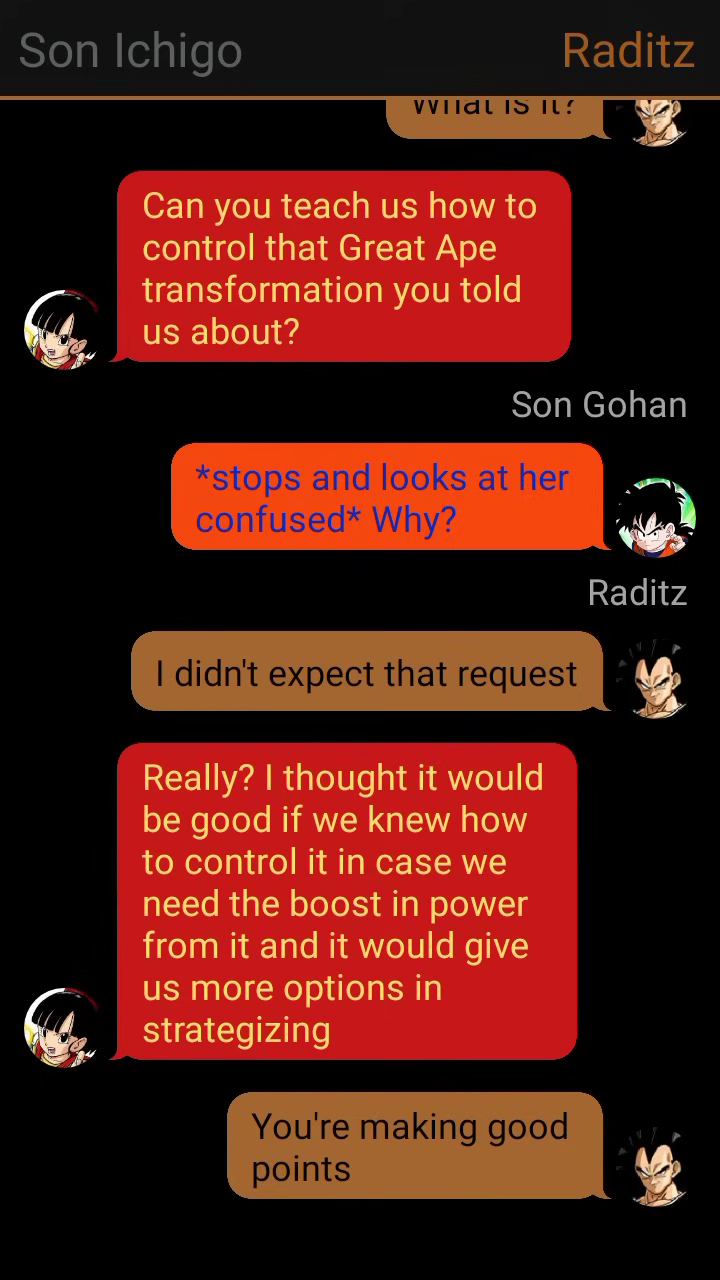 Son Ichigo
Raditz
What is it?
Can you teach us how to
control that Great Ape
transformation you told
us about?
Son Gohan
*stops and looks at her
confused* Why?
Raditz
I didn't expect that request
Really? I thought it would
be good if we knew how
to control it in case we
need the boost in power
from it and it would give
us more options in
strategizing
You're making good
points